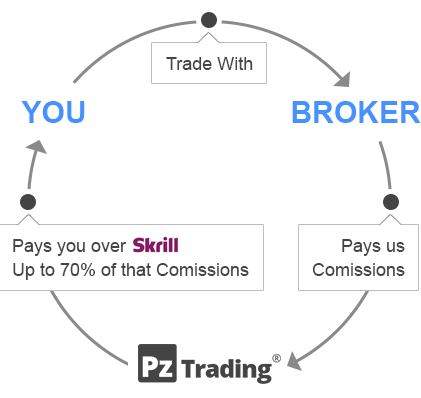 Trade With
YOU
BROKER
Pays you over Skrill
Up to 70% of that Comissions
Pays us
Comissions
Pz Trading®